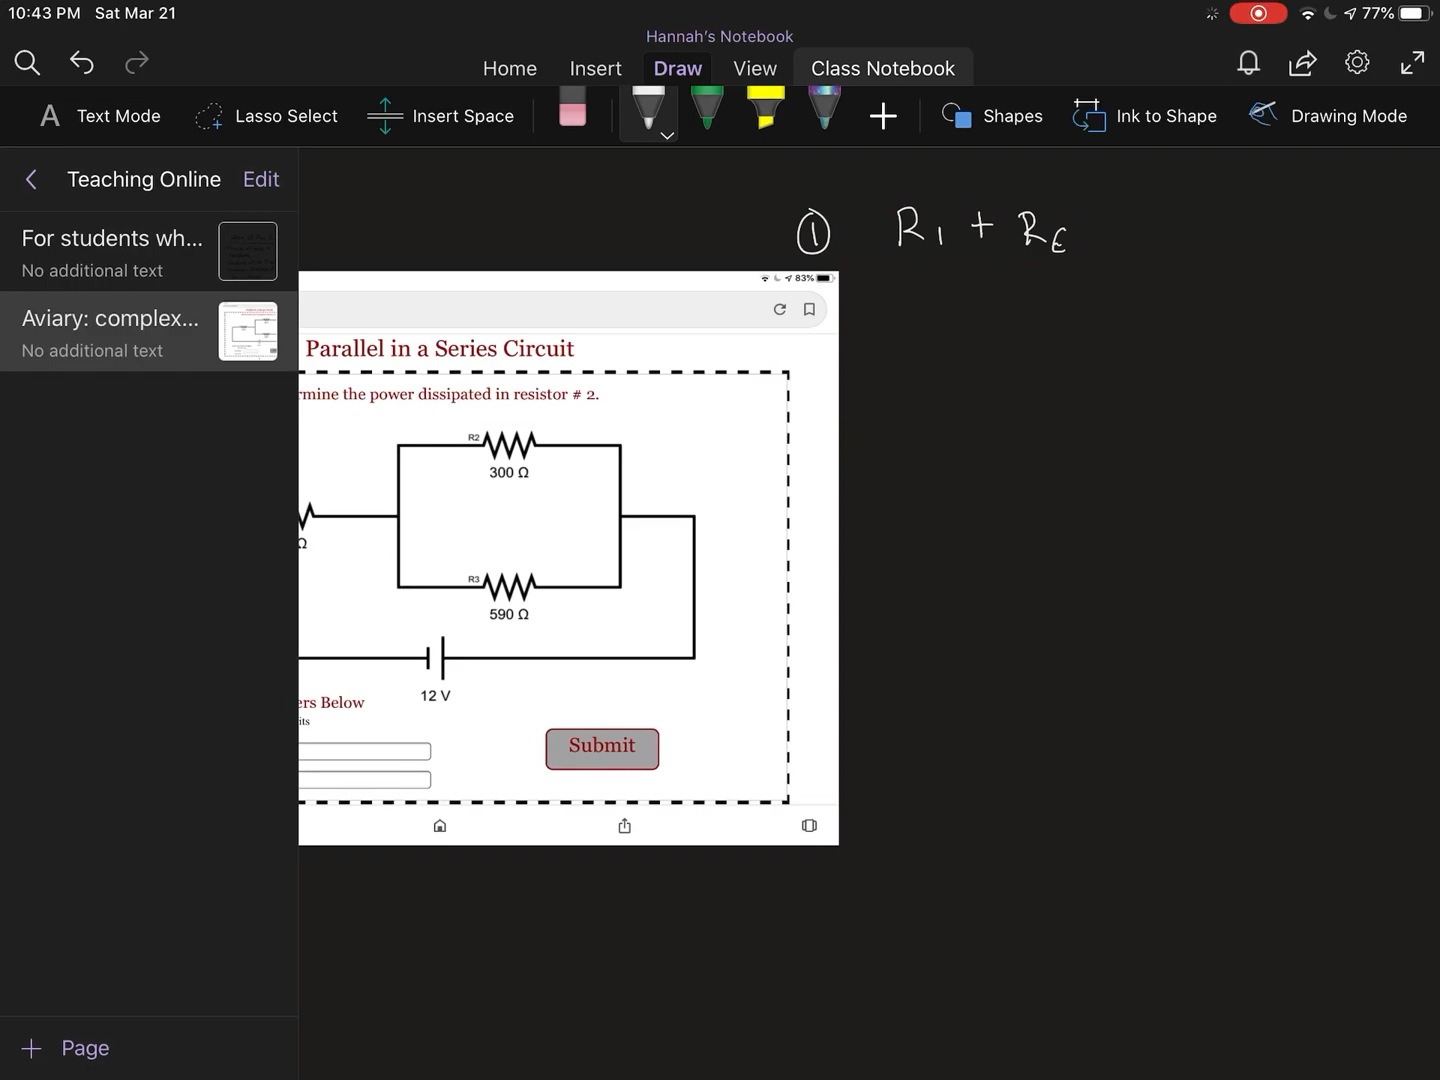 10:43 PM Sat Mar 21
77%
Hannah's Notebook
Home Insert Draw View Class Notebook
A Text Mode Lasso Select Insert Space Shapes Ink to Shape Drawing Mode
Teaching Online Edit
For students wh...
No additional text
Aviary: complex...
No additional text
① R1 + RE
83%
Parallel in a Series Circuit
rmine the power dissipated in resistor # 2.
R2
300 Ω
Ω
R3
590 Ω
12 V
ers Below
its
Submit
+ Page